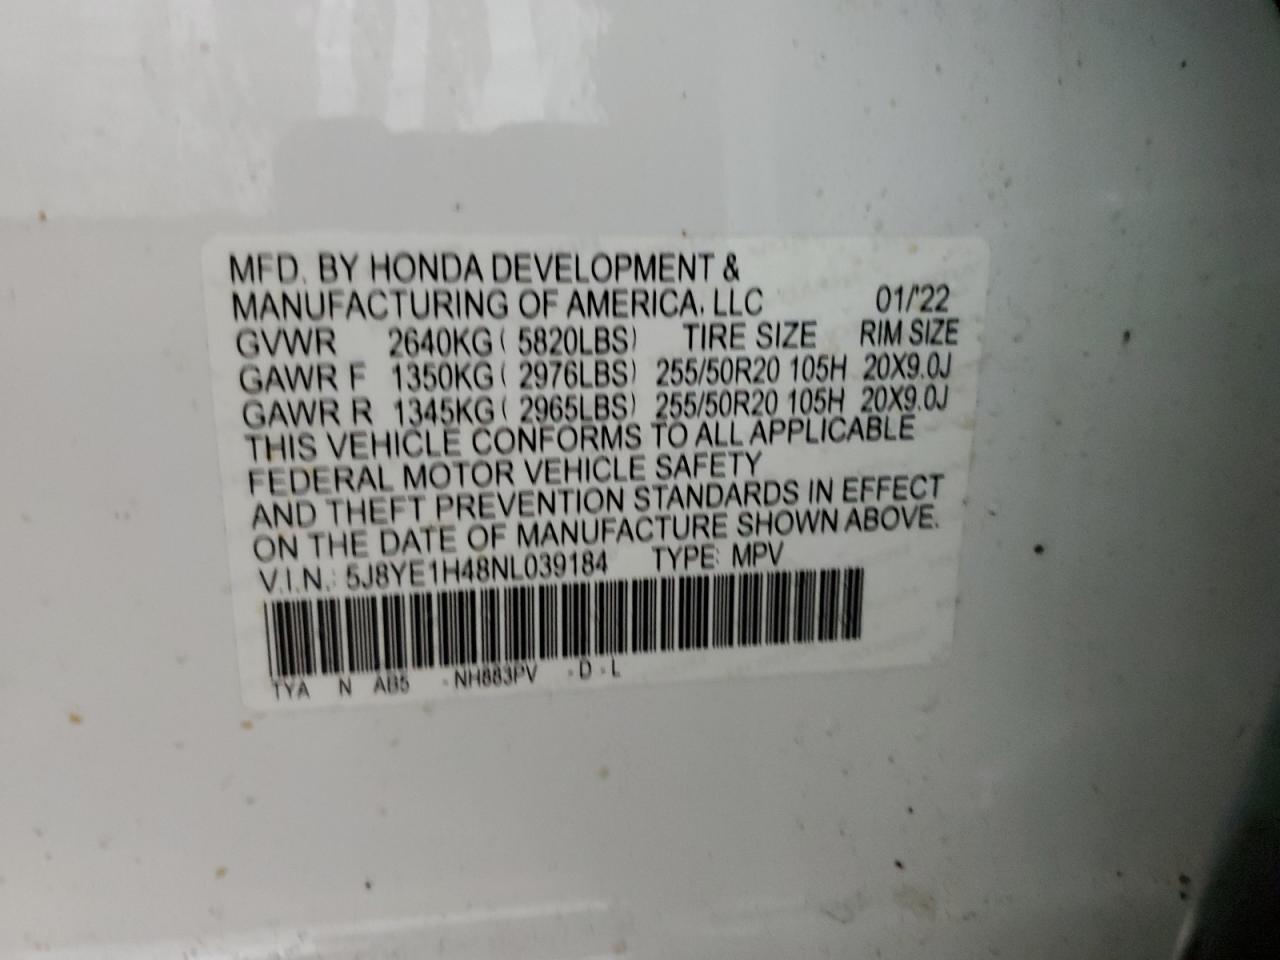 MFD. BY HONDA DEVELOPMENT &
MANUFACTURING OF AMERICA, LLC 01/'22
GVWR 2640KG ( 5820LBS) TIRE SIZE RIM SIZE
GAWR F 1350KG ( 2976LBS) 255/50R20 105H 20X9.0J
GAWR R 1345KG ( 2965LBS) 255/50R20 105H 20X9.0J
THIS VEHICLE CONFORMS TO ALL APPLICABLE
FEDERAL MOTOR VEHICLE SAFETY
AND THEFT PREVENTION STANDARDS IN EFFECT
ON THE DATE OF MANUFACTURE SHOWN ABOVE.
V.I.N.: 5J8YE1H48NL039184 TYPE: MPV
TYA N AB5 -NH883PV -D-L